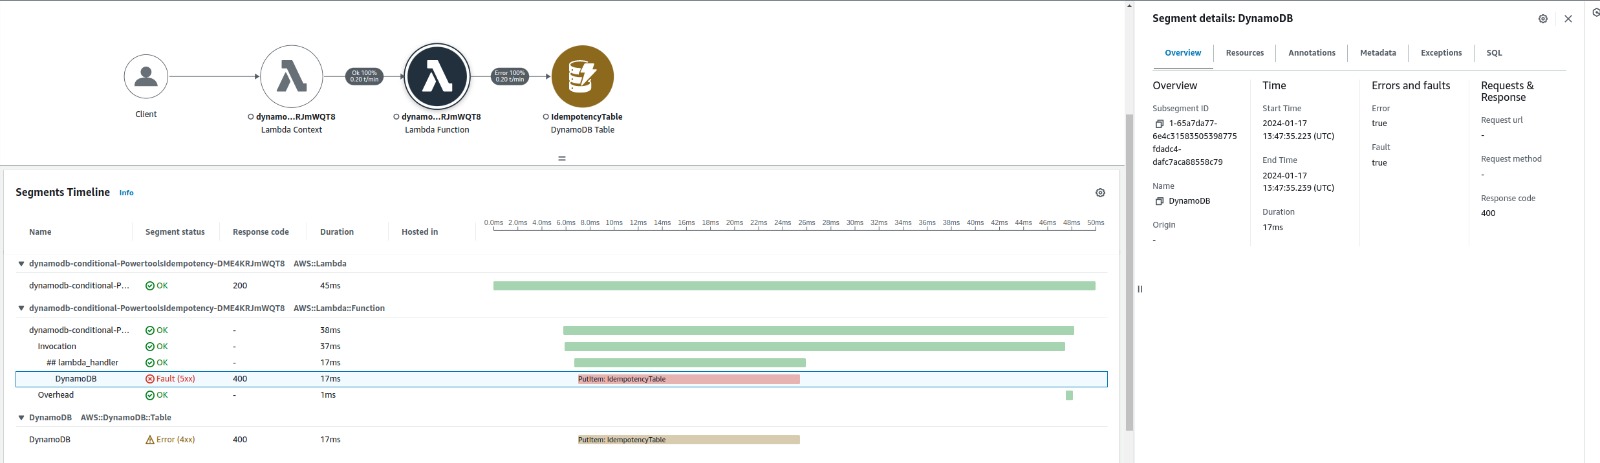 Client
Ok 100%
0.20 t/min
Error 100%
0.20 t/min
dynamo...RJmWQT8
Lambda Context
dynamo...RJmWQT8
Lambda Function
IdempotencyTable
DynamoDB Table
Segments Timeline Info
Name Segment status Response code Duration Hosted in
0.0ms 2.0ms 4.0ms 6.0ms 8.0ms 10ms 12ms 14ms 16ms 18ms 20ms 22ms 24ms 26ms 28ms 30ms 32ms 34ms 36ms 38ms 40ms 42ms 44ms 46ms 48ms 50ms
dynamodb-conditional-PowertoolsIdempotency-DME4KRJmWQT8 AWS::Lambda
dynamodb-conditional-P... OK 200 45ms
dynamodb-conditional-PowertoolsIdempotency-DME4KRJmWQT8 AWS::Lambda::Function
dynamodb-conditional-P... OK - 38ms
Invocation OK - 37ms
## lambda_handler OK - 17ms
DynamoDB Fault (5xx) 400 17ms PutItem: IdempotencyTable
Overhead OK - 1ms
DynamoDB AWS::DynamoDB::Table
DynamoDB Error (4xx) 400 17ms PutItem: IdempotencyTable
Segment details: DynamoDB
Overview Resources Annotations Metadata Exceptions SQL
Overview
Subsegment ID
1-65a7da77-
6e4c31583505398775
fdadc4-
dafc7aca88558c79
Name
DynamoDB
Origin
-
Time
Start Time
2024-01-17
13:47:35.223 (UTC)
End Time
2024-01-17
13:47:35.239 (UTC)
Duration
17ms
Errors and faults
Error
true
Fault
true
Requests &
Response
Request url
-
Request method
-
Response code
400